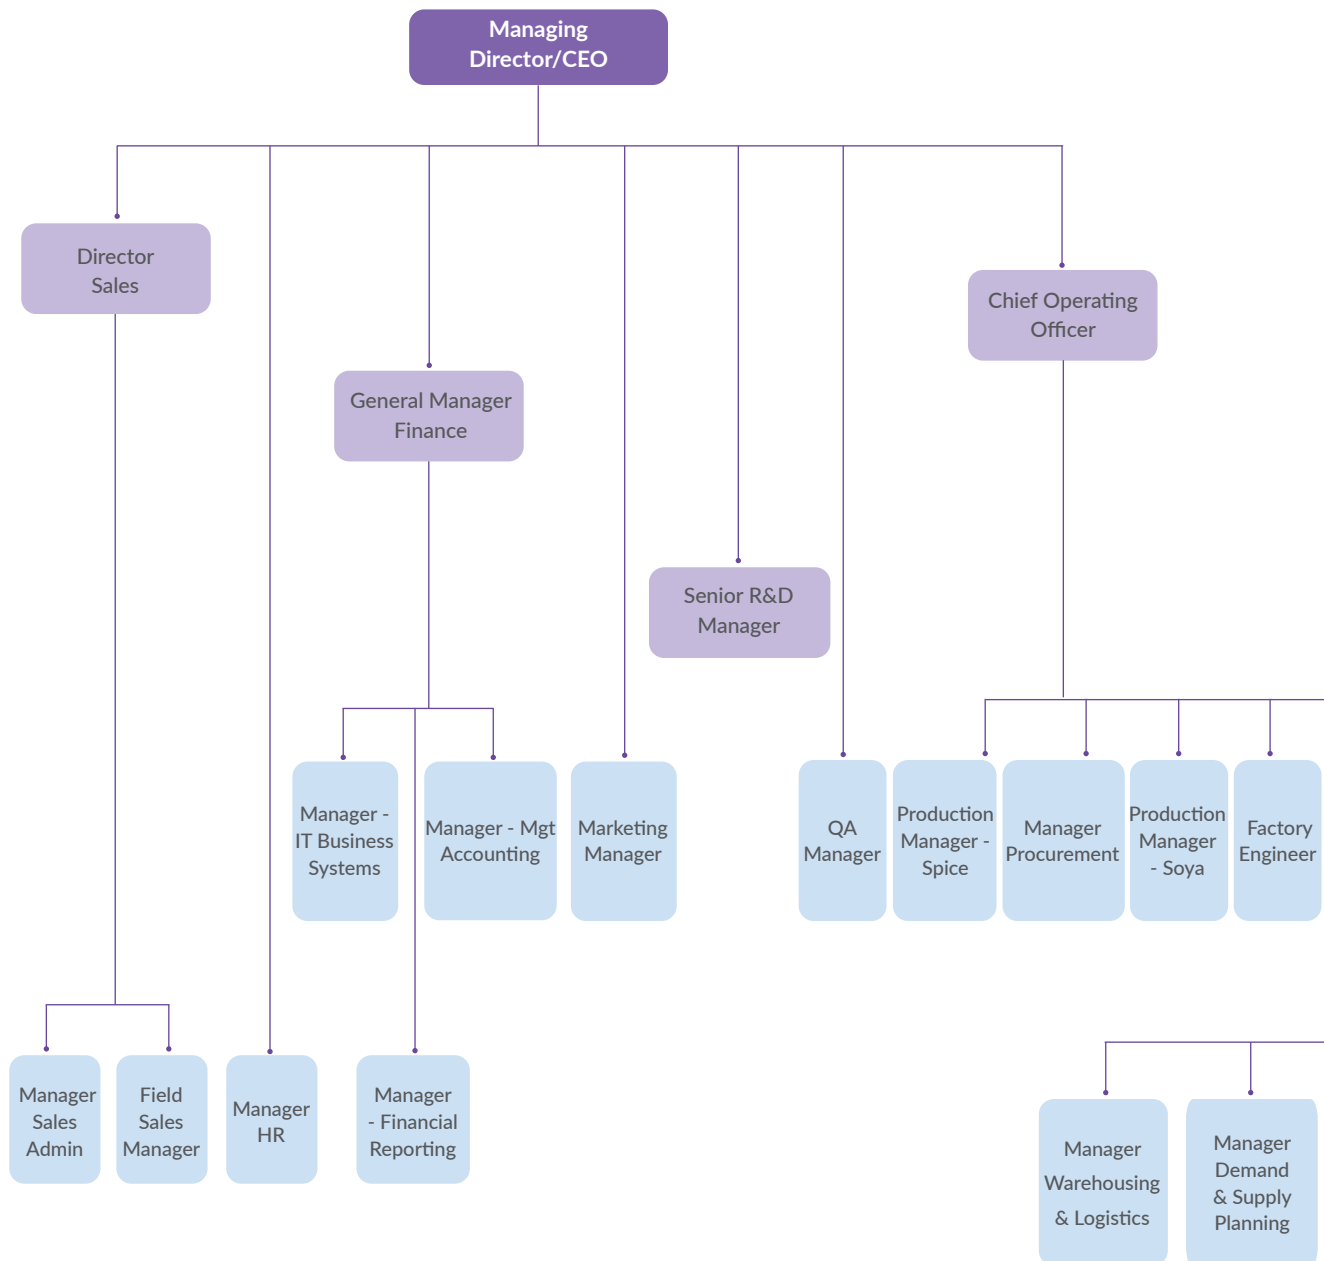 Managing
Director/CEO
Director
Sales
Chief Operating
Officer
General Manager
Finance
Senior R&D
Manager
Manager -
IT Business
Systems
Manager - Mgt
Accounting
Marketing
Manager
QA
Manager
Production
Manager -
Spice
Manager
Procurement
Production
Manager
- Soya
Factory
Engineer
Manager
Sales
Admin
Field
Sales
Manager
Manager
HR
Manager
- Financial
Reporting
Manager
Warehousing
& Logistics
Manager
Demand
& Supply
Planning